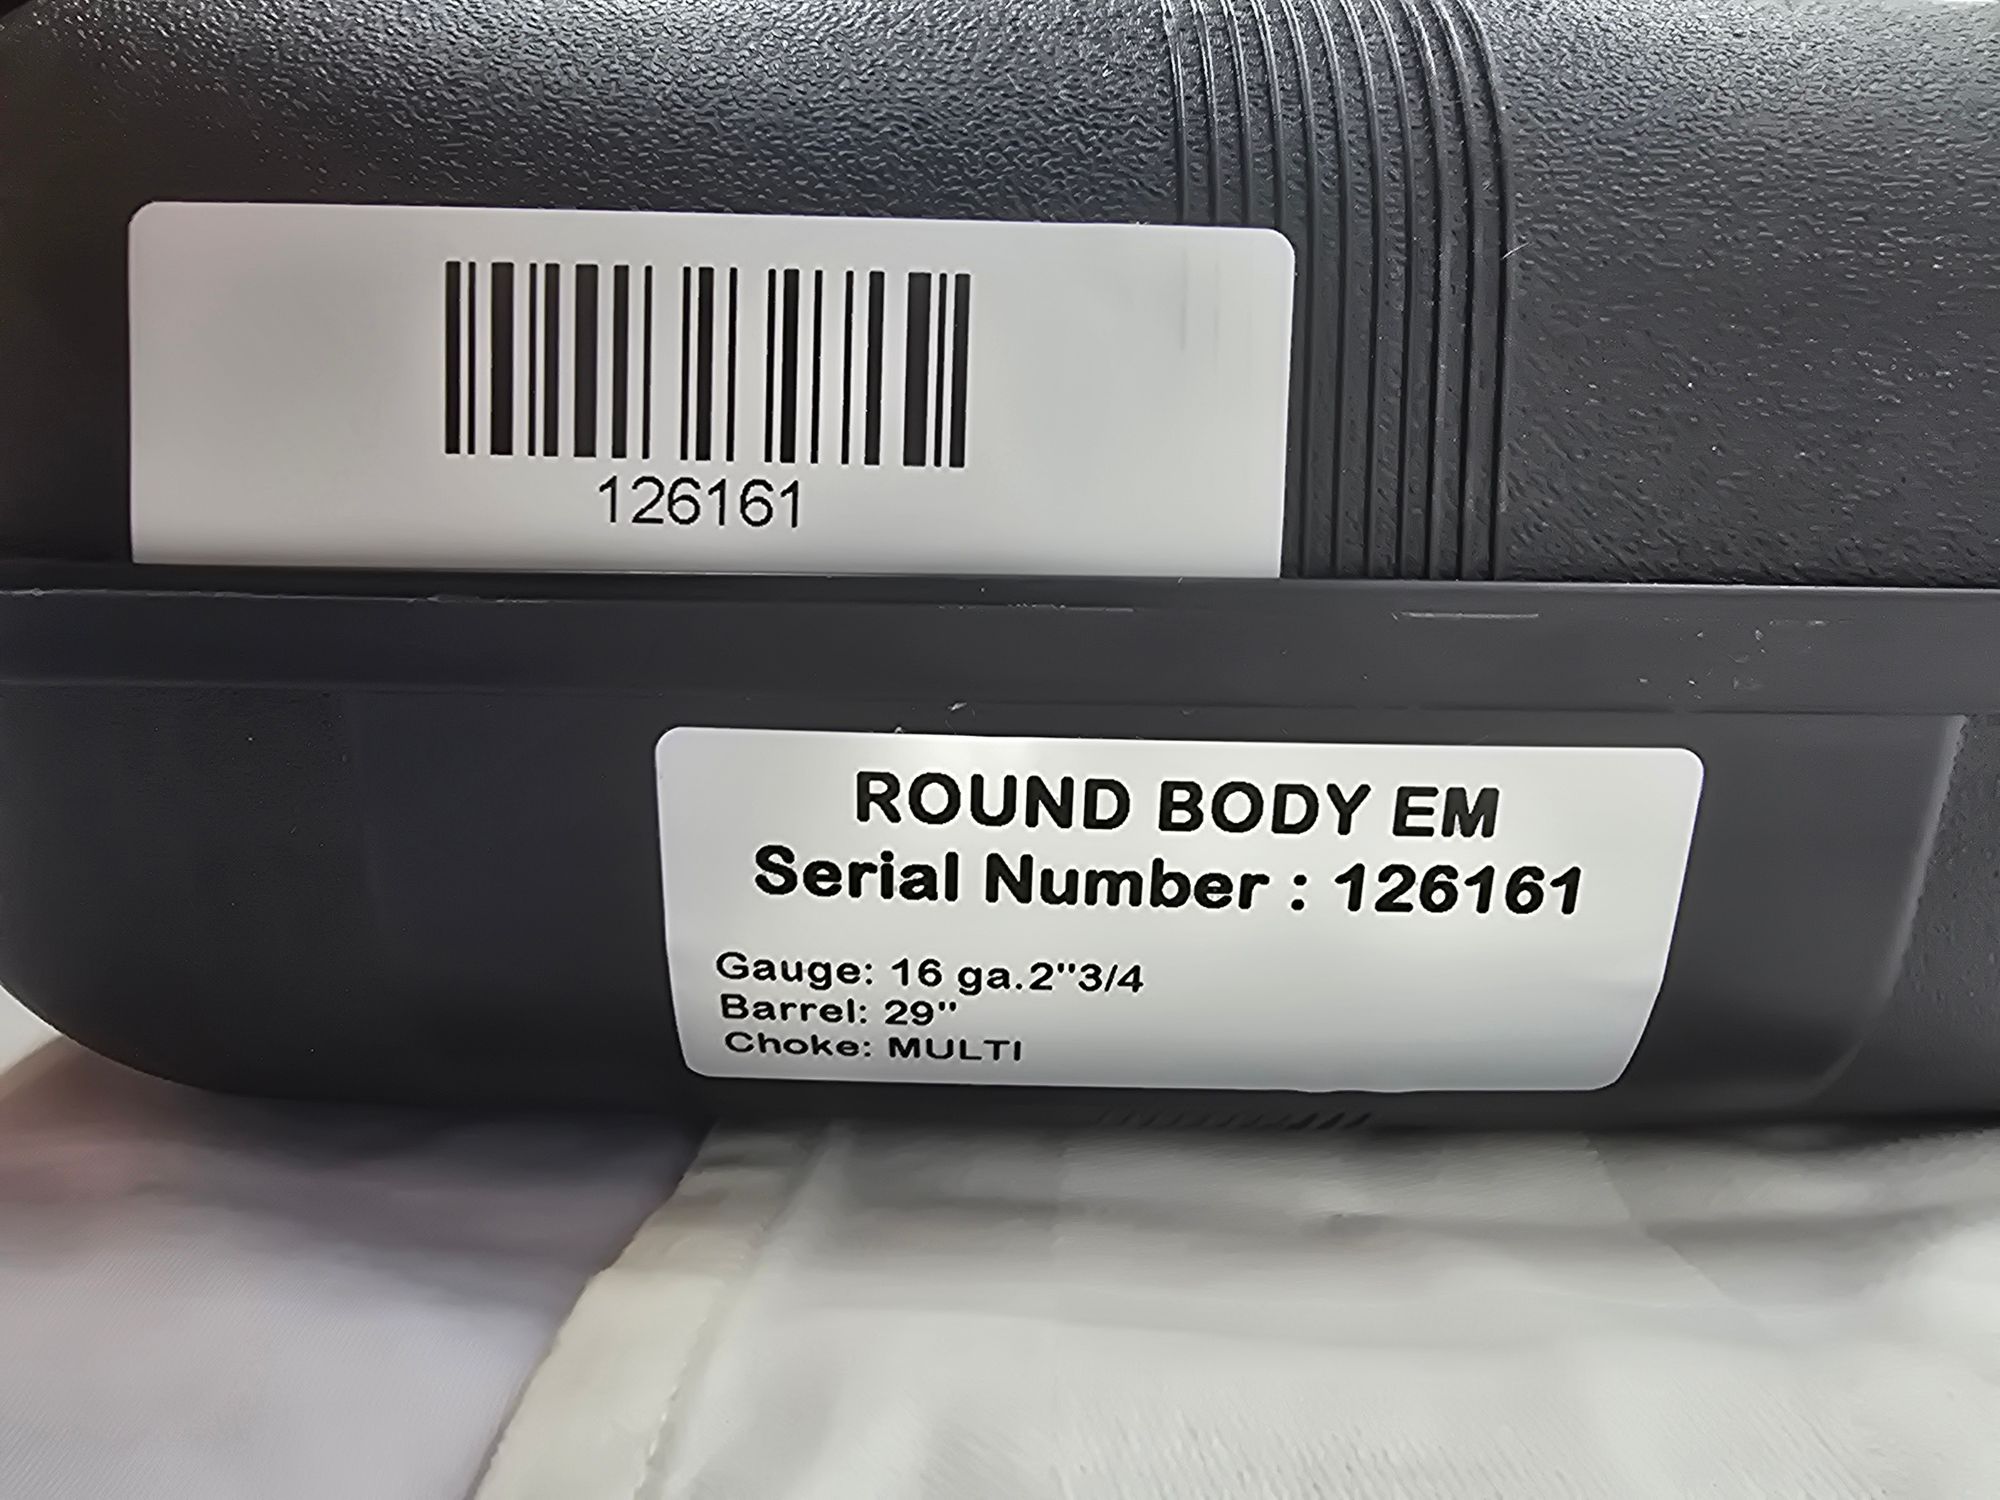 126161
ROUND BODY EM
Serial Number : 126161
Gauge: 16 ga.2"3/4
Barrel: 29"
Choke: MULTI